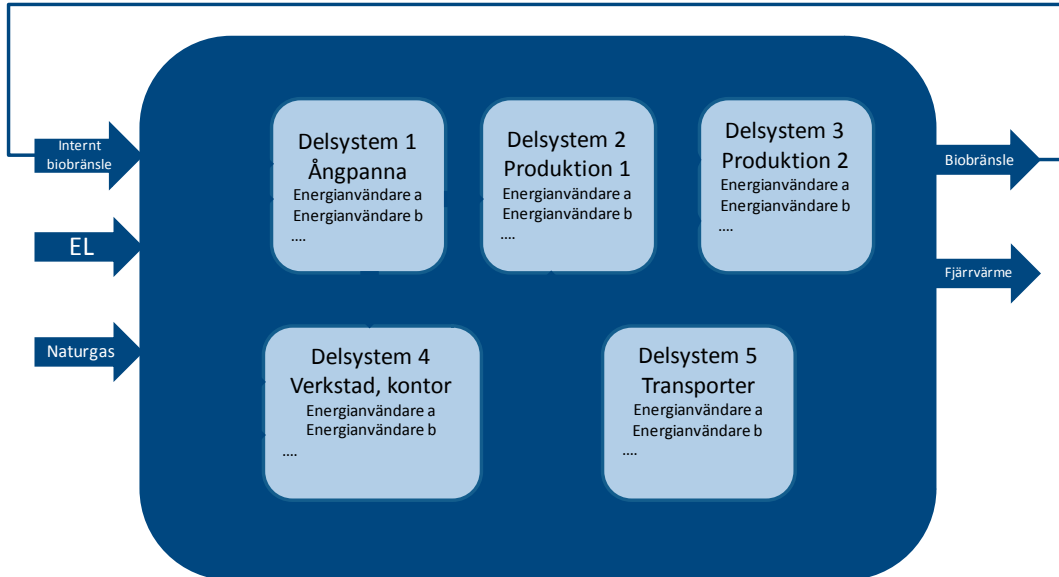 Internt
biobränsle
EL
Naturgas
Delsystem 1
Ångpanna
Energianvändare a
Energianvändare b
....
Delsystem 2
Produktion 1
Energianvändare a
Energianvändare b
....
Delsystem 3
Produktion 2
Energianvändare a
Energianvändare b
....
Delsystem 4
Verkstad, kontor
Energianvändare a
Energianvändare b
....
Delsystem 5
Transporter
Energianvändare a
Energianvändare b
....
Biobränsle
Fjärrvärme